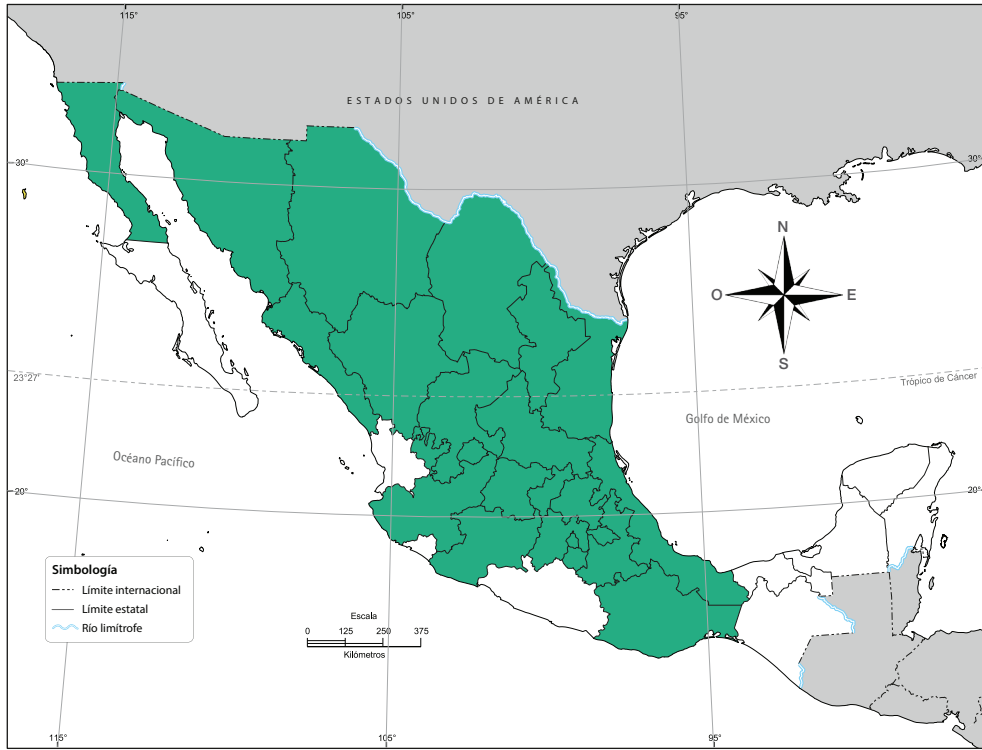 115°
105°
95°
ESTADOS UNIDOS DE AMÉRICA
30°
30°
N
O
E
S
23°27'
Trópico de Cáncer
Golfo de México
Océano Pacífico
20°
20°
Simbología
Límite internacional
Límite estatal
Río limítrofe
Escala
0 125 250 375
Kilómetros
115°
105°
95°